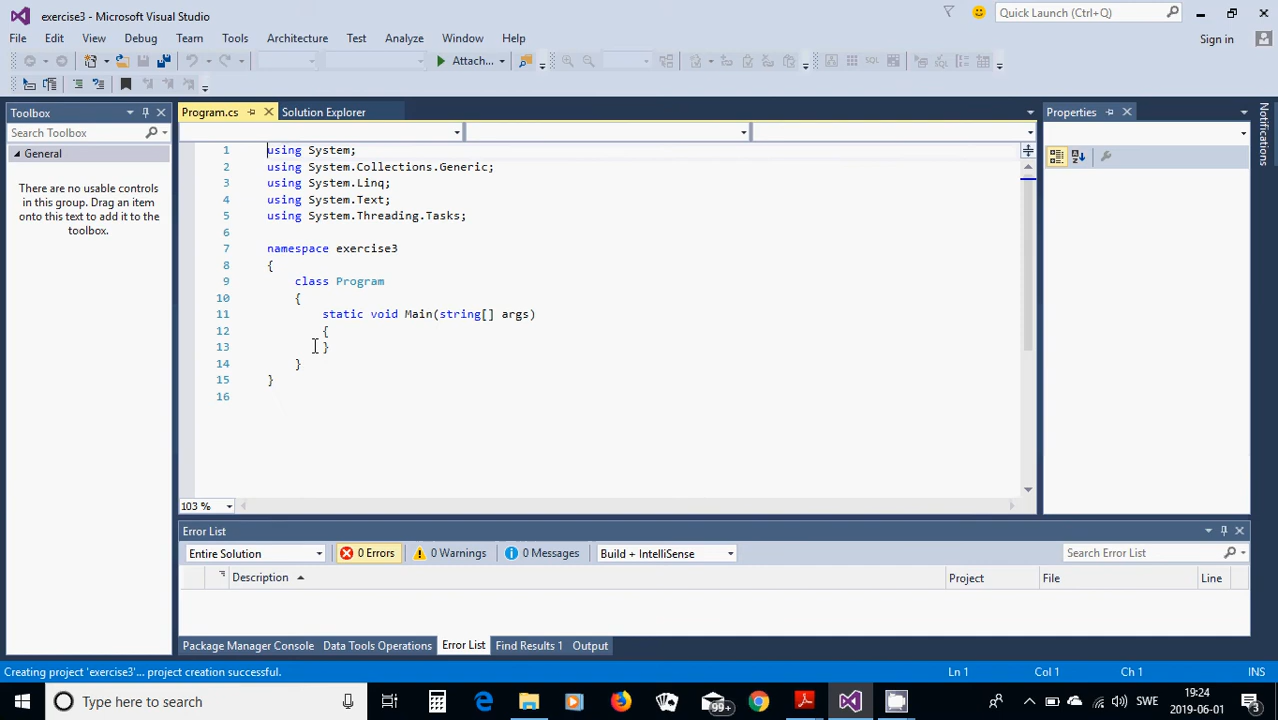 exercise3 - Microsoft Visual Studio
Quick Launch (Ctrl+Q)
File Edit View Debug Team Tools Architecture Test Analyze Window Help
Sign in
Attach...
Toolbox
Program.cs
Solution Explorer
Properties
Notifications
Search Toolbox
General
There are no usable controls
in this group. Drag an item
onto this text to add it to the
toolbox.
1 using System;
2 using System.Collections.Generic;
3 using System.Linq;
4 using System.Text;
5 using System.Threading.Tasks;
6
7 namespace exercise3
8 {
9 class Program
10 {
11 static void Main(string[] args)
12 {
13 }
14 }
15 }
16
103 %
Error List
Entire Solution
0 Errors
0 Warnings
0 Messages
Build + IntelliSense
Search Error List
Description Project File Line
Package Manager Console Data Tools Operations Error List Find Results 1 Output
Creating project 'exercise3'... project creation successful. Ln 1 Col 1 Ch 1 INS
Type here to search
99+
SWE
19:24
2019-06-01
3